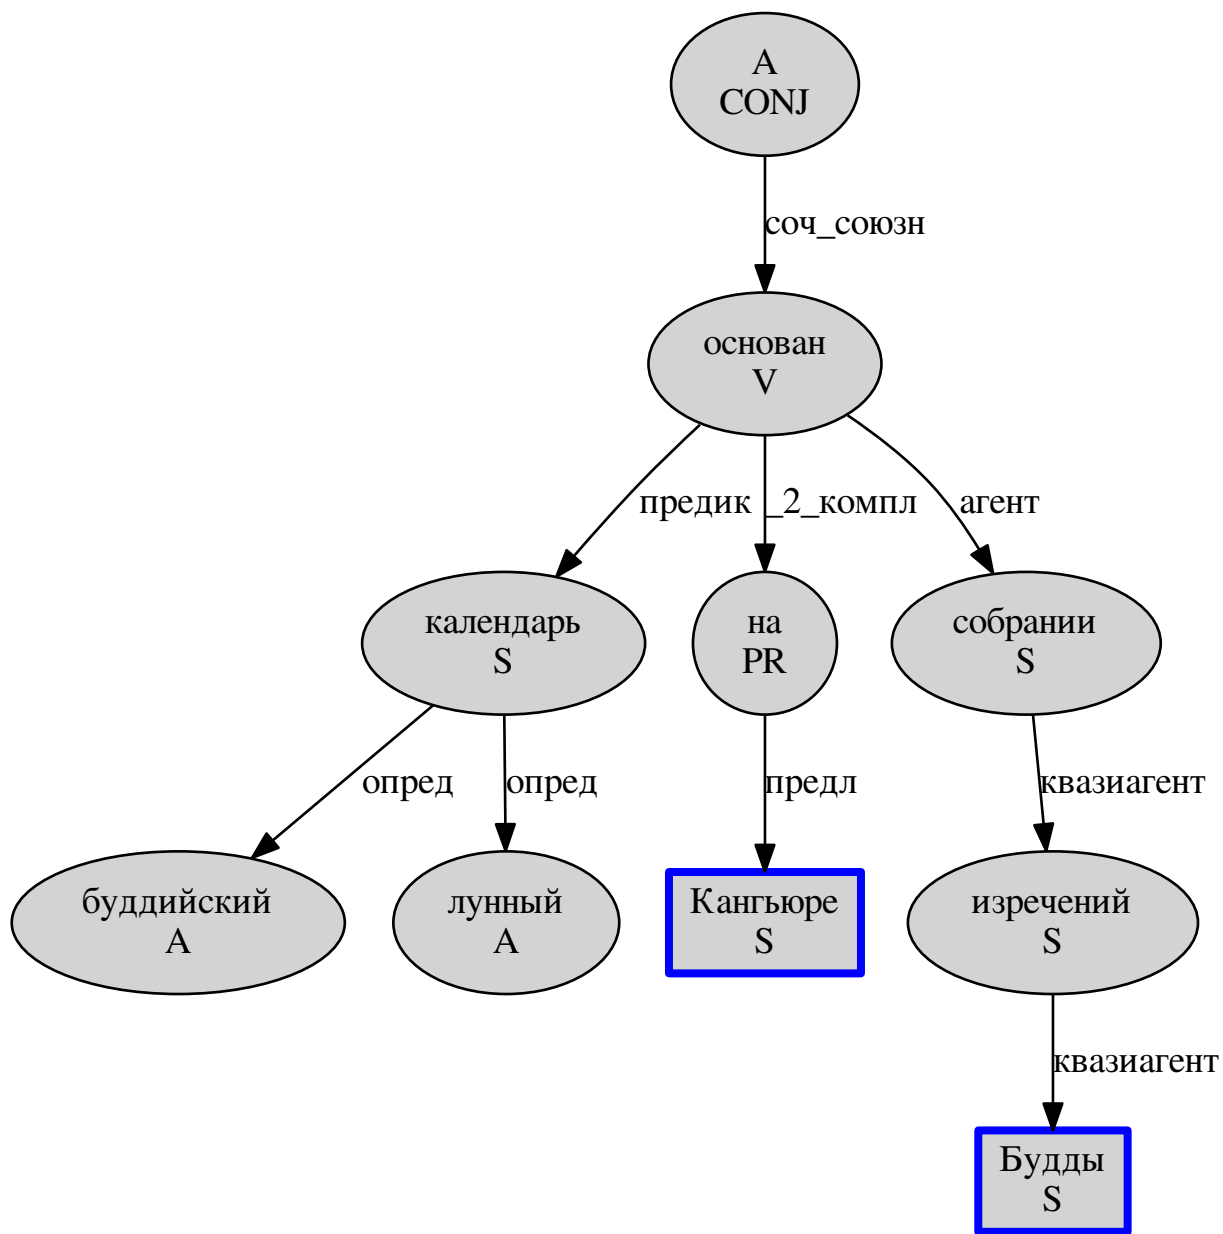 А
CONJ
соч_союзн
основан
V
предик
_2_компл
агент
календарь
S
на
PR
собрании
S
опред
опред
предл
квазиагент
буддийский
A
лунный
A
Кангьюре
S
изречений
S
квазиагент
Будды
S